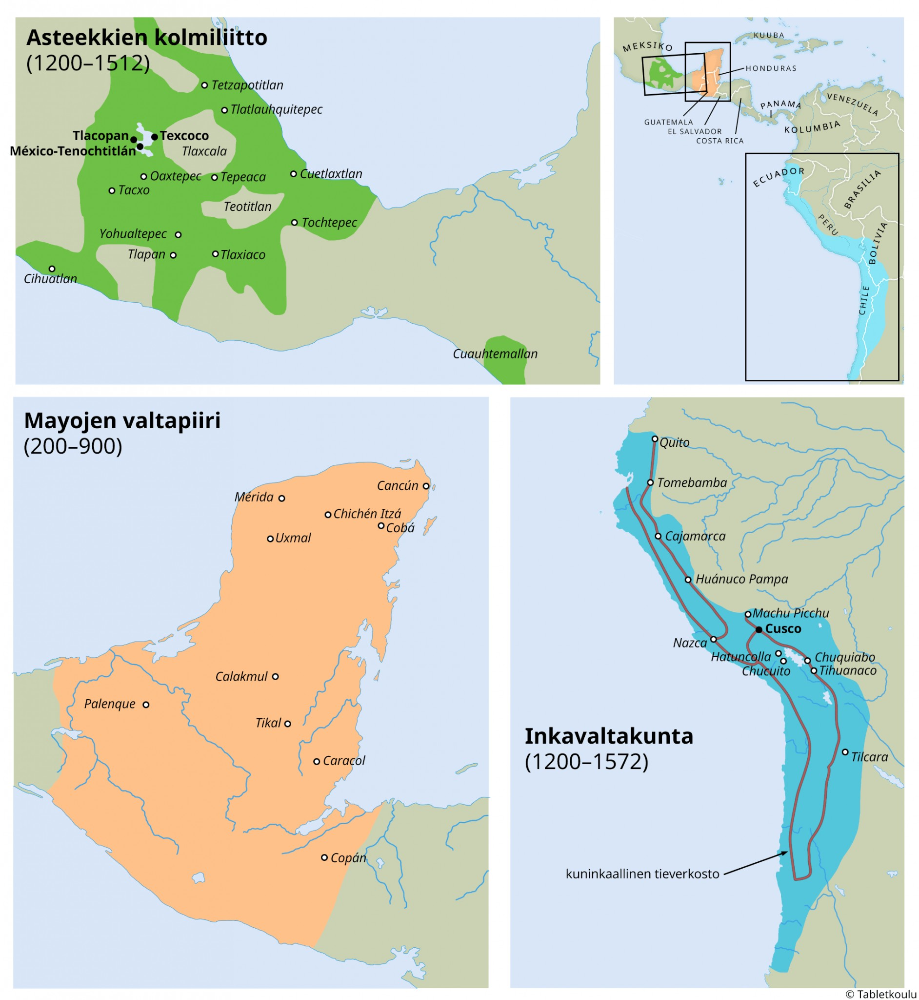 Asteekkien kolmiliitto
(1200–1512)
Tetzapotitlan
Tlatlauhquitepec
Tlacopan
Texcoco
México-Tenochtitlán
Tlaxcala
Oaxtepec
Tepeaca
Cuetlaxtlan
Tacxo
Teotitlan
Tochtepec
Yohualtepec
Tlapan
Tlaxiaco
Cihuatlan
Cuauhtemallan
MEKSIKO
KUUBA
HONDURAS
GUATEMALA
EL SALVADOR
COSTA RICA
PANAMA
VENEZUELA
KOLUMBIA
ECUADOR
BRASILIA
PERU
BOLIVIA
CHILE
Mayojen valtapiiri
(200–900)
Cancún
Mérida
Chichén Itzá
Cobá
Uxmal
Calakmul
Palenque
Tikal
Caracol
Copán
Quito
Tomebamba
Cajamarca
Huánuco Pampa
Machu Picchu
Cusco
Nazca
Hatuncolla
Chuquiabo
Chucuito
Tihuanaco
Inkavaltakunta
(1200–1572)
Tilcara
kuninkaallinen tieverkosto
© Tabletkoulu